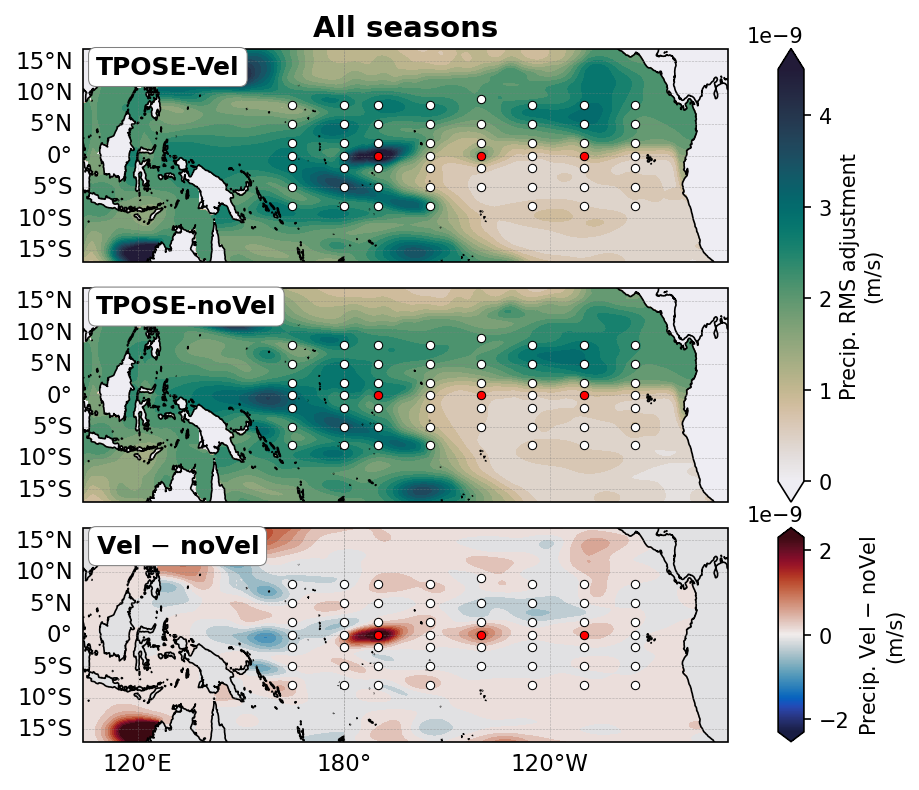 All seasons
TPOSE-Vel
15°N
10°N
5°N
0°
5°S
10°S
15°S
TPOSE-noVel
15°N
10°N
5°N
0°
5°S
10°S
15°S
1e−9
4
3
2
1
0
Precip. RMS adjustment
(m/s)
Vel − noVel
15°N
10°N
5°N
0°
5°S
10°S
15°S
120°E
180°
120°W
1e−9
2
0
−2
Precip. Vel − noVel
(m/s)